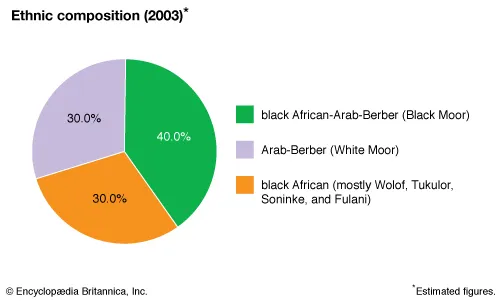 Ethnic composition (2003)*
30.0%
40.0%
30.0%
black African-Arab-Berber (Black Moor)
Arab-Berber (White Moor)
black African (mostly Wolof, Tukulor,
Soninke, and Fulani)
© Encyclopædia Britannica, Inc.
*Estimated figures.